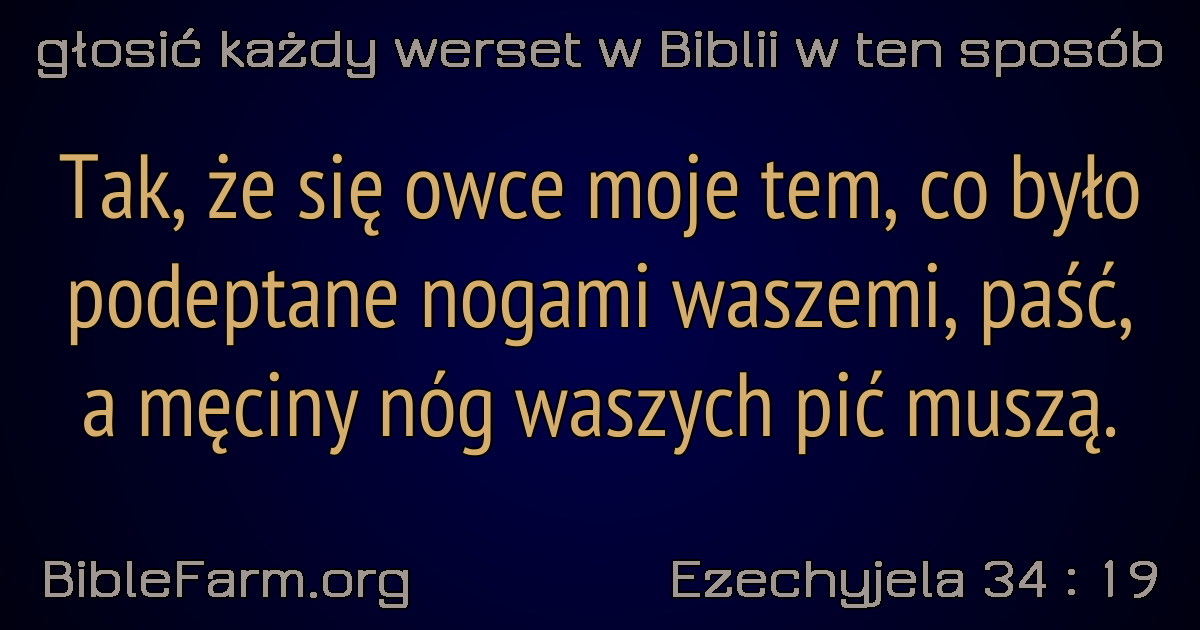 głosić każdy werset w Biblii w ten sposób
Tak, że się owce moje tem, co było
podeptane nogami waszemi, paść,
a męciny nóg waszych pić muszą.
BibleFarm.org
Ezechyjela 34 : 19